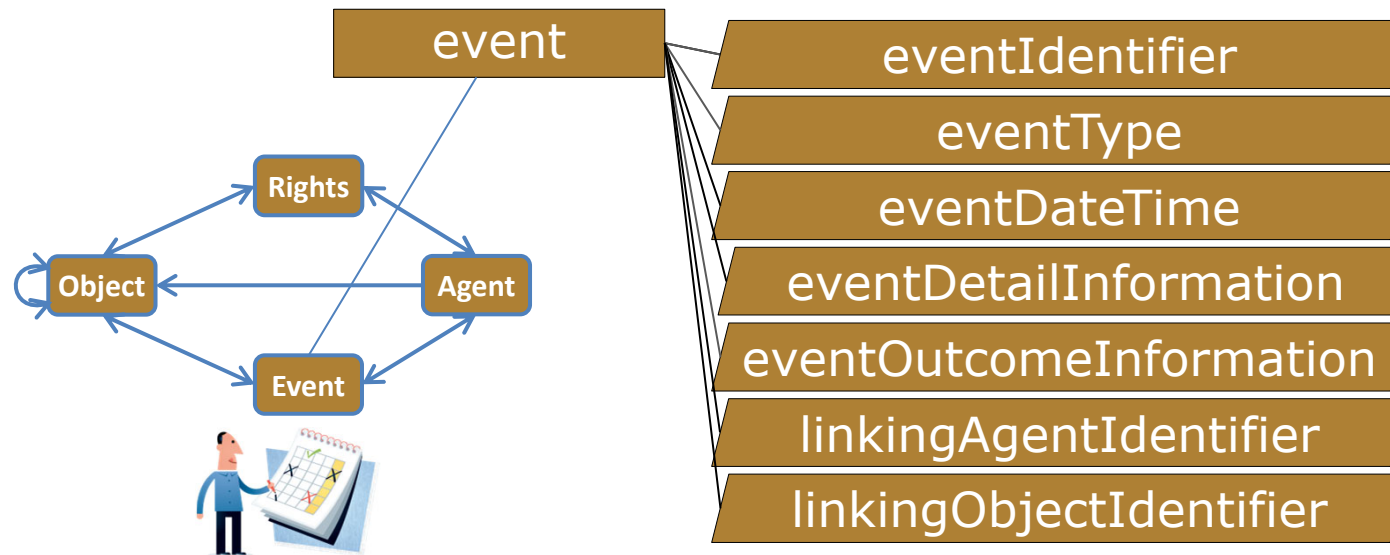 event
eventIdentifier
eventType
eventDateTime
eventDetailInformation
eventOutcomeInformation
linkingAgentIdentifier
linkingObjectIdentifier
Rights
Object
Agent
Event